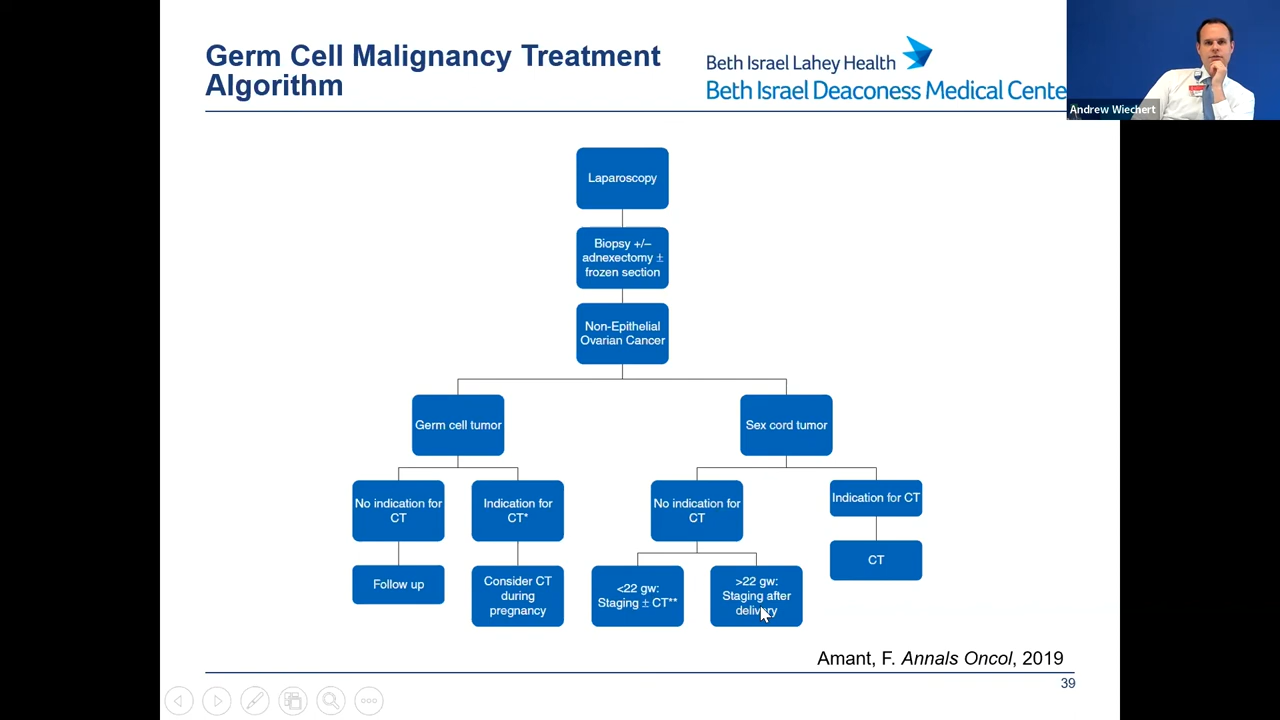 Germ Cell Malignancy Treatment
Algorithm
Beth Israel Lahey Health
Beth Israel Deaconess Medical Cente
Andrew Wiechert
Laparoscopy
Biopsy +/–
adnexectomy ±
frozen section
Non-Epithelial
Ovarian Cancer
Germ cell tumor
Sex cord tumor
No indication for
CT
Indication for
CT*
No indication for
CT
Indication for CT
Follow up
Consider CT
during
pregnancy
<22 gw:
Staging ± CT**
>22 gw:
Staging after
delivery
CT
Amant, F. Annals Oncol, 2019
39